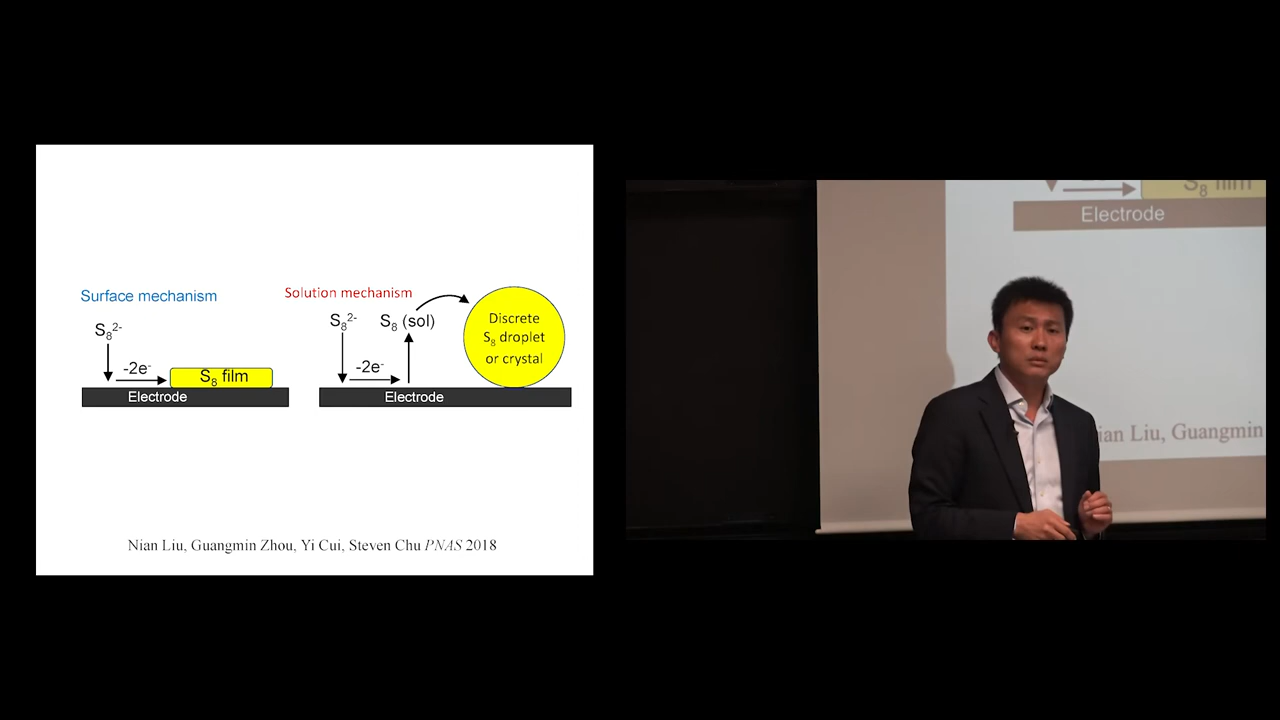 Surface mechanism
S₈²⁻
-2e⁻
S₈ film
Electrode
Solution mechanism
S₈²⁻
S₈ (sol)
-2e⁻
Discrete
S₈ droplet
or crystal
Electrode
Nian Liu, Guangmin Zhou, Yi Cui, Steven Chu PNAS 2018
S₈ film
Electrode
ian Liu, Guangmin